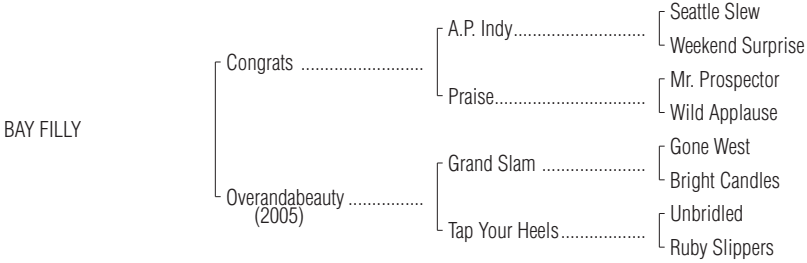 Seattle Slew
A.P. Indy..............................
Weekend Surprise
Congrats ..........................
Mr. Prospector
Praise.................................
Wild Applause
BAY FILLY
Gone West
Grand Slam ......................
Bright Candles
Overandabeauty ................
(2005)
Unbridled
Tap Your Heels..................
Ruby Slippers